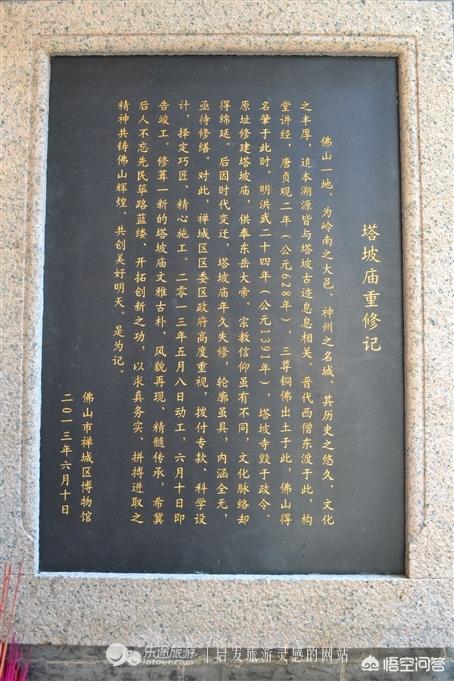 塔坡庙重修记
佛山一地，为岭南之大邑、神州之名城，其历史之悠久、文化
之丰厚，追本溯源皆与塔坡古迹息息相关。晋代西僧东渡于此，构
堂讲经，唐贞观二年（公元628年），三尊铜佛出土于此，佛山得
名肇于此时。明洪武二十四年（公元1391年），塔坡寺毁于政令。
原址修建塔坡庙，供奉东岳大帝，宗教信仰虽有不同，文化脉络却
得绵延。后因时代变迁，塔坡庙年久失修，轮廓虽具，内涵全无，
亟待修缮。对此，禅城区区委区政府高度重视，拨付专款、科学设
计，择定巧匠、精心施工。二零一三年五月八日动工，六月十日即
告竣工。修葺一新的塔坡庙文雅古朴，风貌再现、精髓传承，希冀
后人不忘先民筚路蓝缕、开拓创新之功，以求真务实、拼搏进取之
精神共铸佛山辉煌、共创美好明天。是为记。
佛山市禅城区博物馆
二〇一三年六月十日
乐途旅游
lotour.com
启发旅游灵感的网站
悟空问答